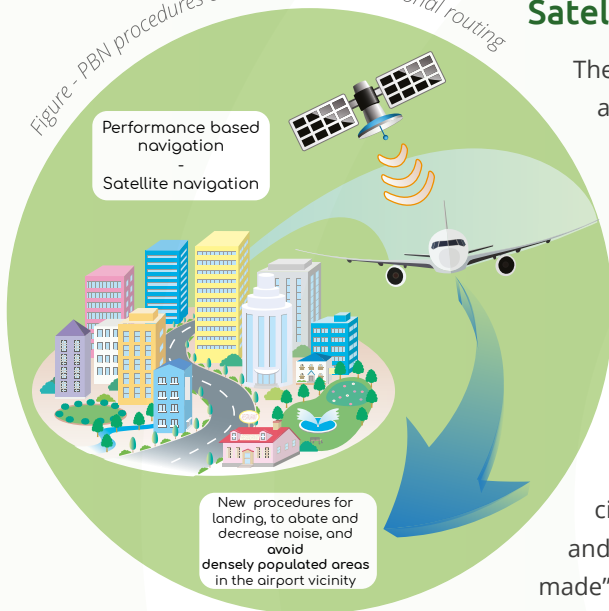 Figure - PBN procedures routing
Satel
The
a
Performance based
navigation
-
Satellite navigation
New procedures for
landing, to abate and
decrease noise, and
avoid
densely populated areas
in the airport vicinity
ci
and
made”